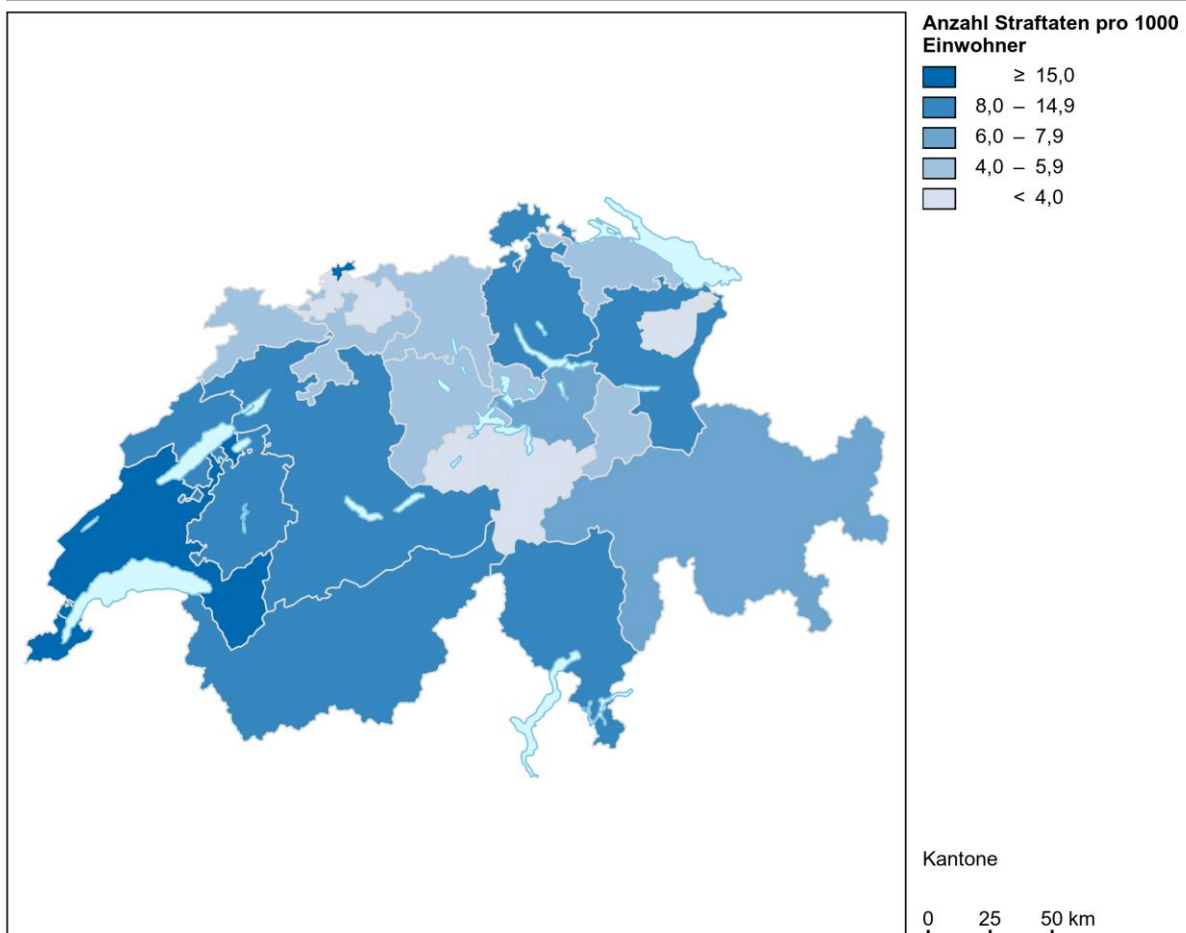 Anzahl Straftaten pro 1000
Einwohner
≥ 15,0
8,0 – 14,9
6,0 – 7,9
4,0 – 5,9
< 4,0
Kantone
0 25 50 km